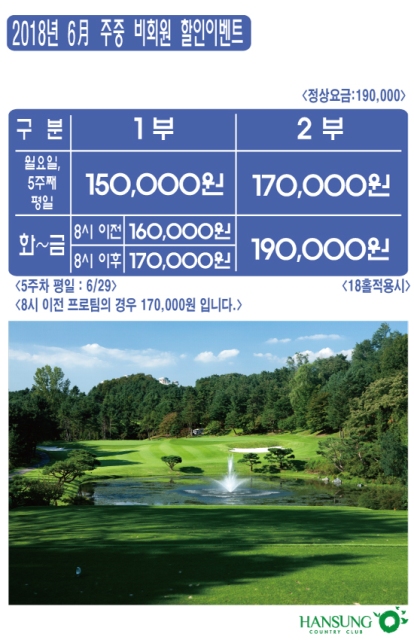 2018년 6月 주중 비회원 할인이벤트
<정상요금:190,000>
구 분 1부 2부
월요일,
5주째
평일
150,000원 170,000원
화~금
8시 이전 160,000원
8시 이후 170,000원
190,000원
<5주차 평일 : 6/29> <18홀적용시>
<8시 이전 프로팀의 경우 170,000원 입니다.>
HANSUNG
COUNTRY CLUB